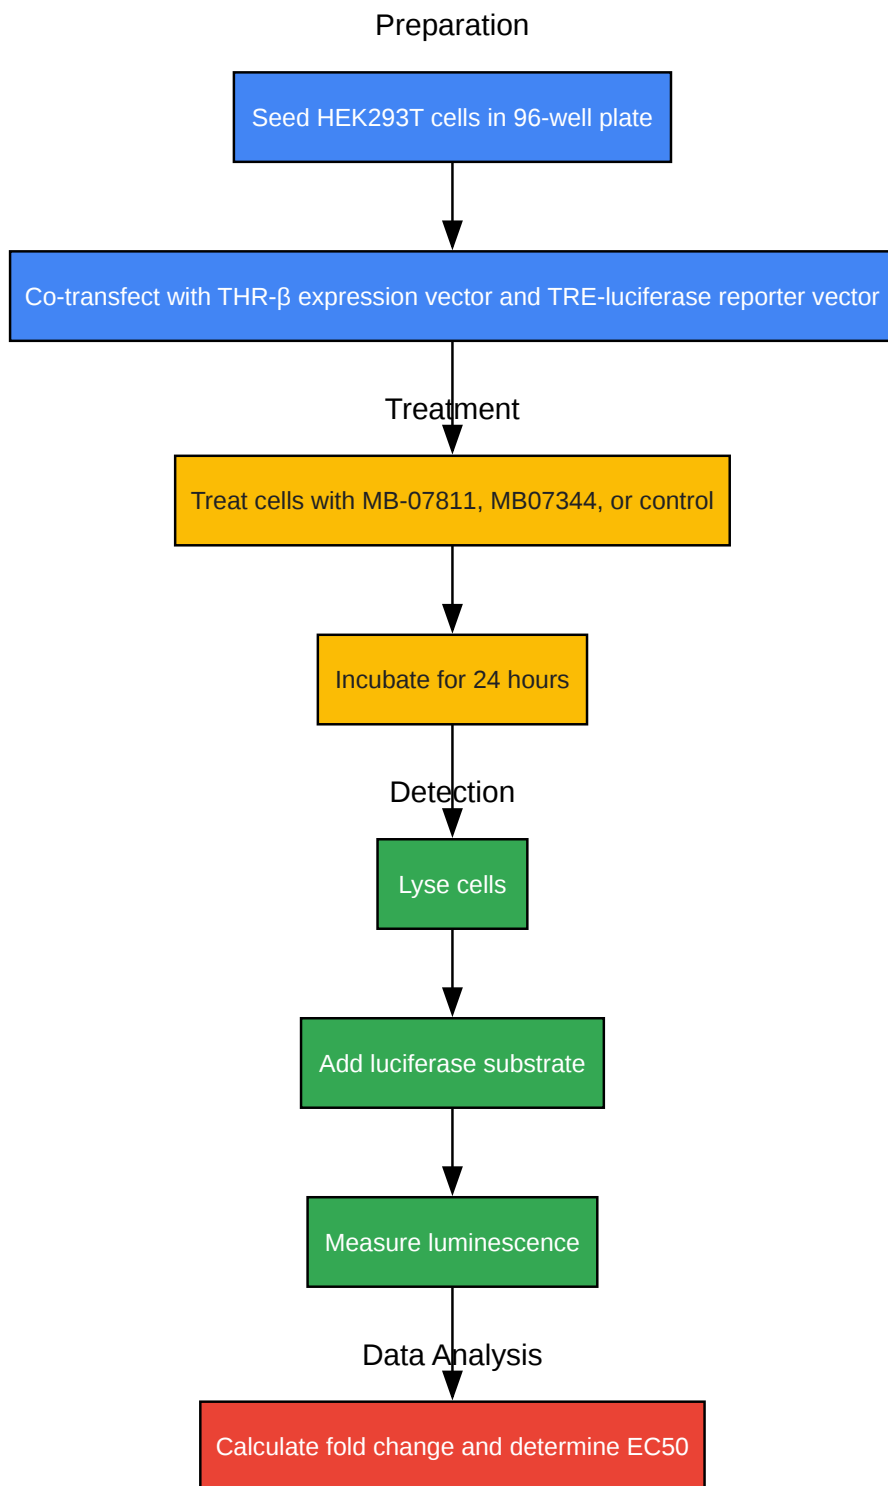 Preparation
Seed HEK293T cells in 96-well plate
Co-transfect with THR-β expression vector and TRE-luciferase reporter vector
Treatment
Treat cells with MB-07811, MB07344, or control
Incubate for 24 hours
Detection
Lyse cells
Add luciferase substrate
Measure luminescence
Data Analysis
Calculate fold change and determine EC50